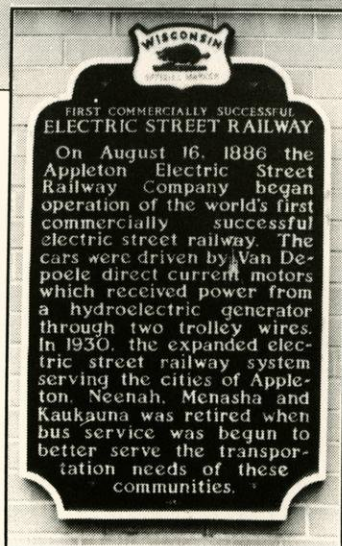 WISCONSIN
OFFICIAL MARKER
FIRST COMMERCIALLY SUCCESSFUL
ELECTRIC STREET RAILWAY
On August 16, 1886 the
Appleton Electric Street
Railway Company began
operation of the world's first
commercially successful
electric street railway. The
cars were driven by Van De-
poele direct current motors
which received power from
a hydroelectric generator
through two trolley wires.
In 1930, the expanded elec-
tric street railway system
serving the cities of Apple-
ton, Neenah, Menasha and
Kaukauna was retired when
bus service was begun to
better serve the transpor-
tation needs of these
communities.